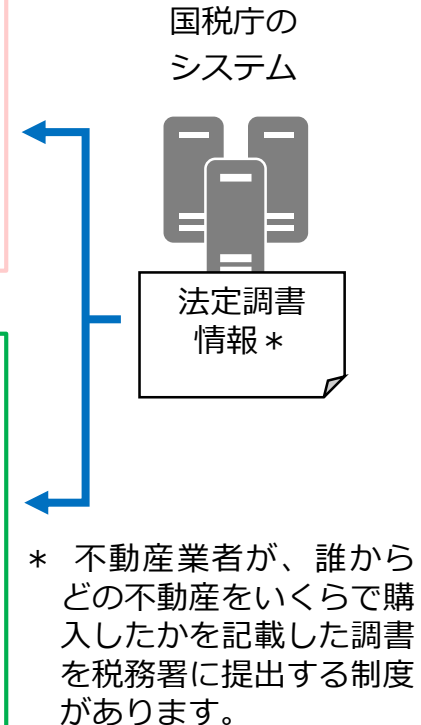 国税庁の
システム
法定調書
情報＊
＊ 不動産業者が、誰から
どの不動産をいくらで購
入したかを記載した調書
を税務署に提出する制度
があります。